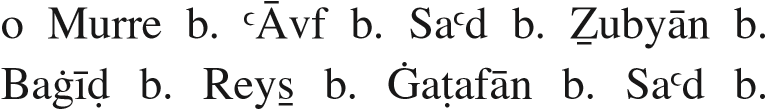 o Murre b. ʿĀvf b. Saʿd b. Ẕubyān b.
Baġīḍ b. Reys̱ b. Ġaṭafān b. Saʿd b.